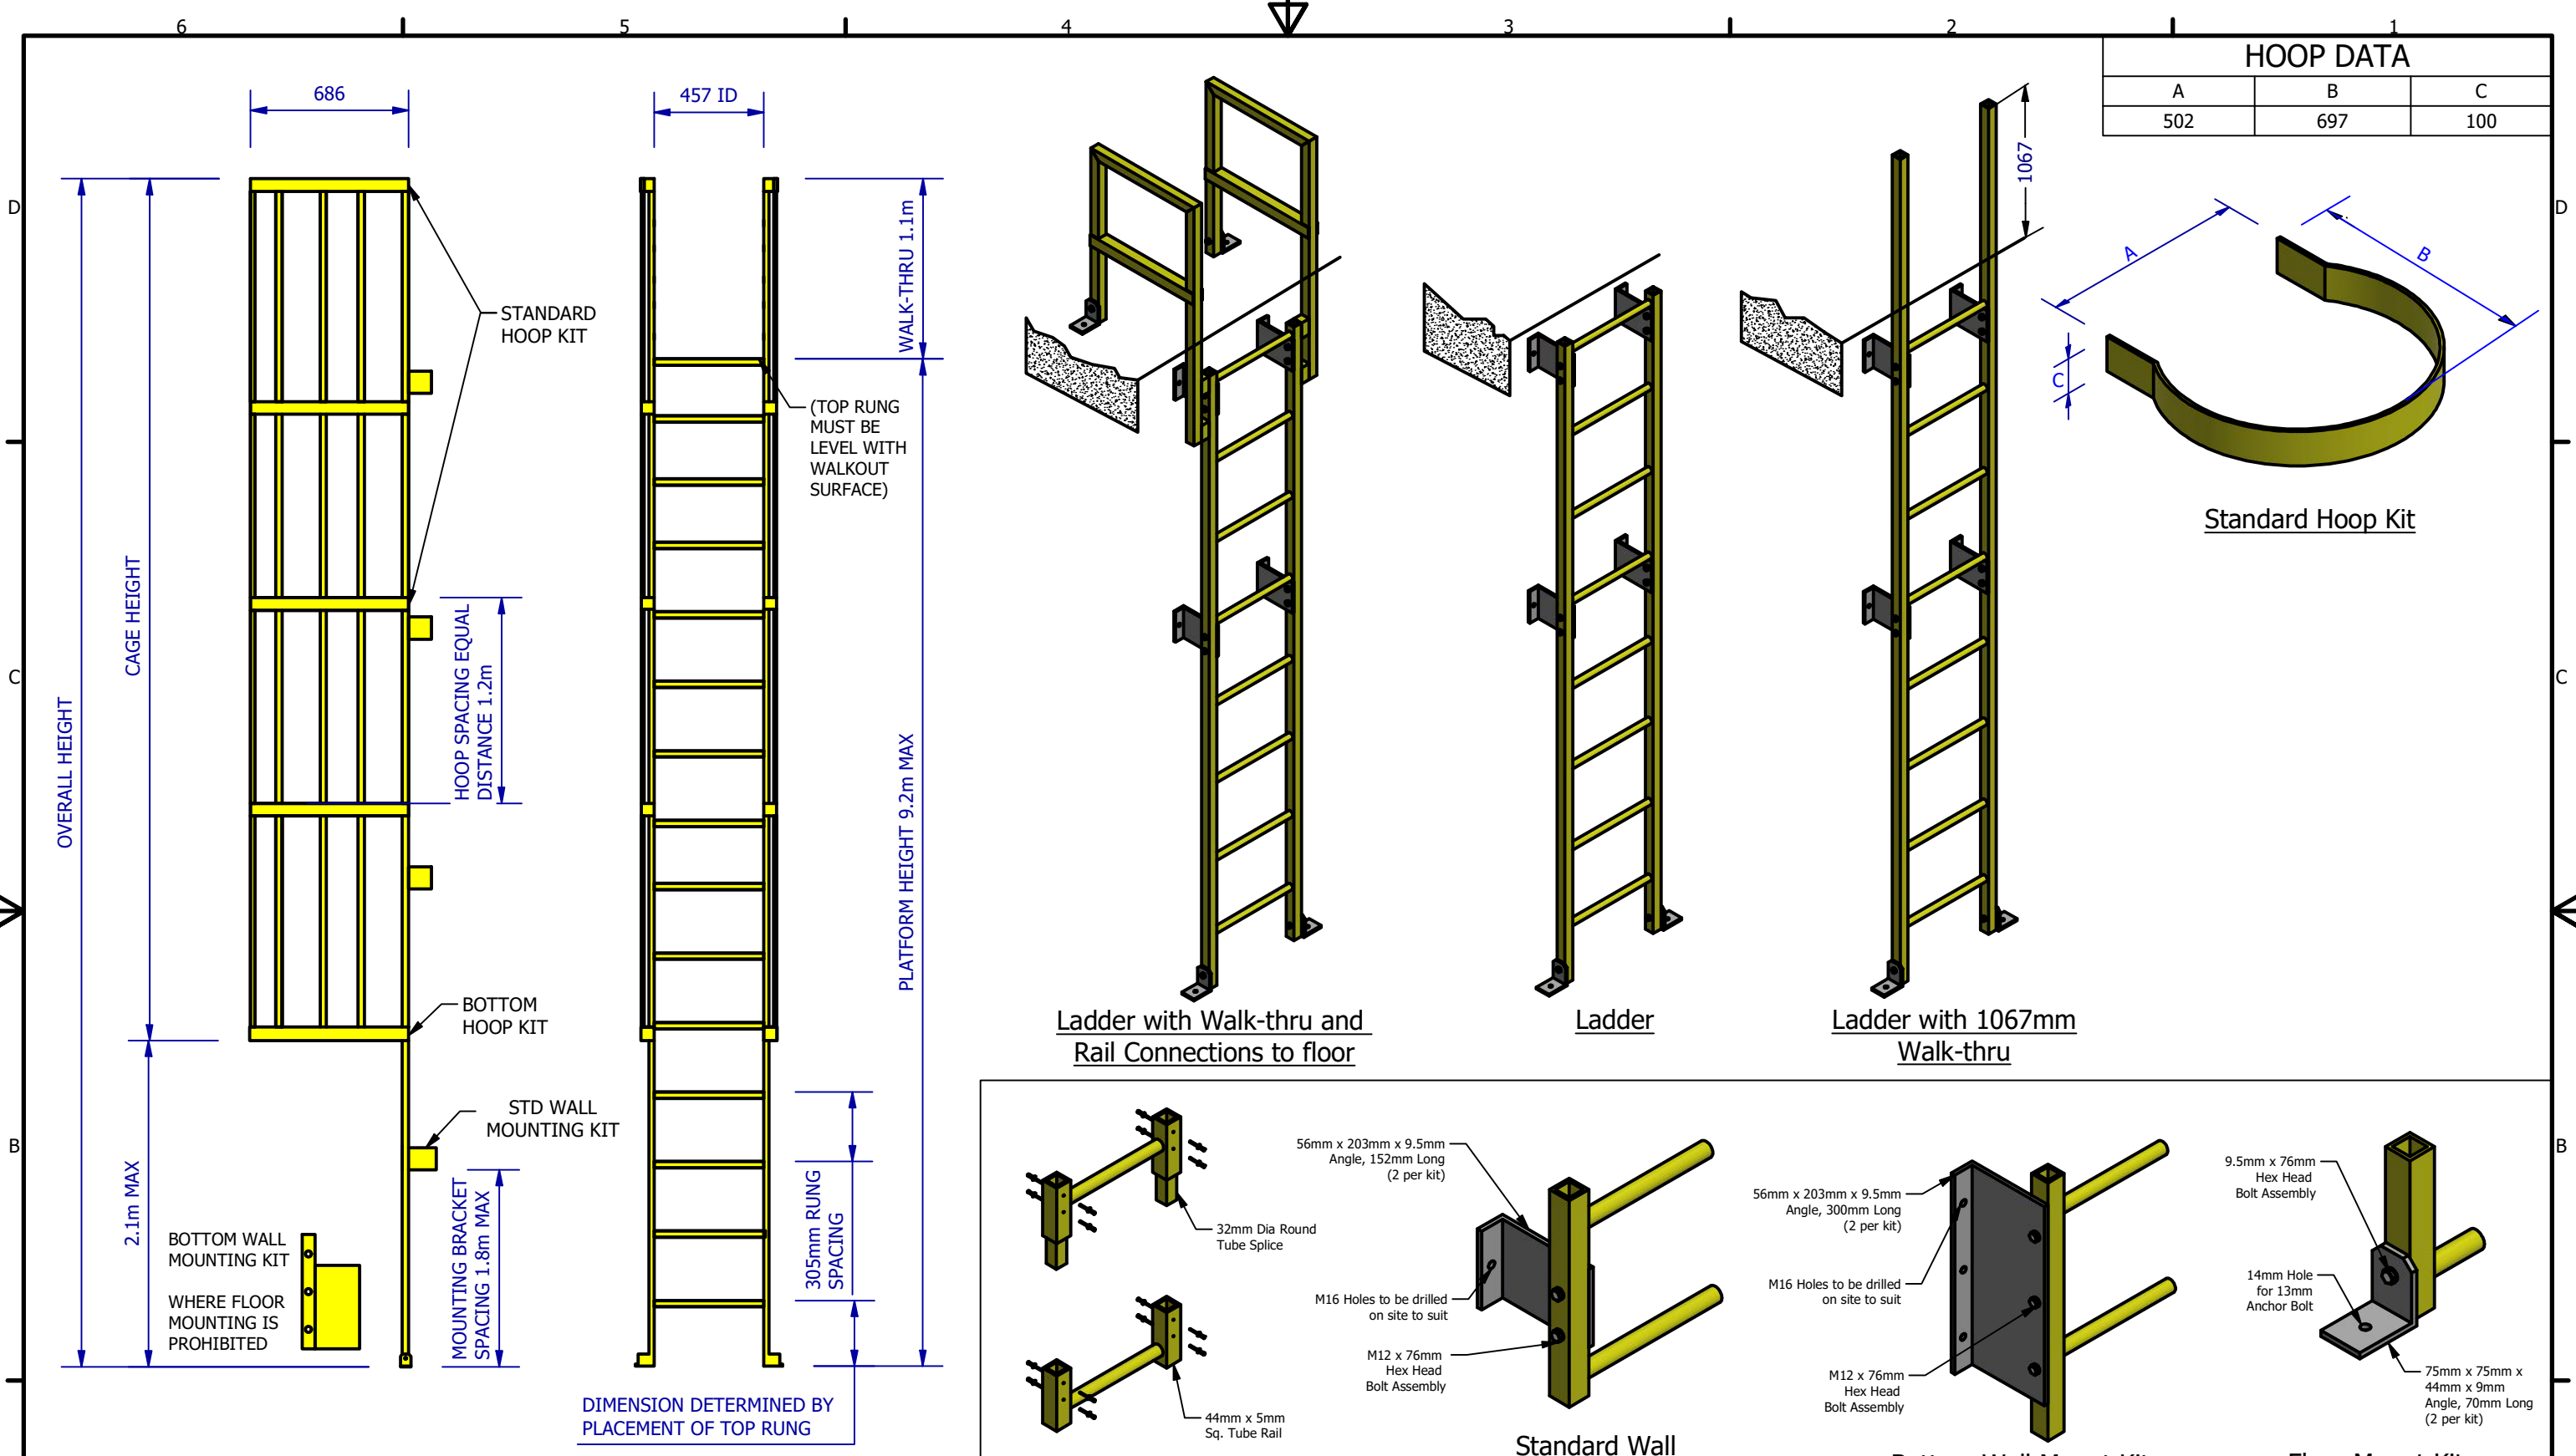 6 5 4 3 2 1
HOOP DATA
A B C
502 697 100
686
457 ID
1067
D
D
WALK-THRU 1.1m
A
B
C
STANDARD
HOOP KIT
(TOP RUNG
MUST BE
LEVEL WITH
WALKOUT
SURFACE)
Standard Hoop Kit
CAGE HEIGHT
OVERALL HEIGHT
HOOP SPACING EQUAL
DISTANCE 1.2m
C
C
PLATFORM HEIGHT 9.2m MAX
BOTTOM
HOOP KIT
Ladder with Walk-thru and
Rail Connections to floor
Ladder
Ladder with 1067mm
Walk-thru
STD WALL
MOUNTING KIT
B
B
2.1m MAX
BOTTOM WALL
MOUNTING KIT
WHERE FLOOR
MOUNTING IS
PROHIBITED
MOUNTING BRACKET
SPACING 1.8m MAX
305mm RUNG
SPACING
DIMENSION DETERMINED BY
PLACEMENT OF TOP RUNG
32mm Dia Round
Tube Splice
44mm x 5mm
Sq. Tube Rail
56mm x 203mm x 9.5mm
Angle, 152mm Long
(2 per kit)
M16 Holes to be drilled
on site to suit
M12 x 76mm
Hex Head
Bolt Assembly
Standard Wall
56mm x 203mm x 9.5mm
Angle, 300mm Long
(2 per kit)
M16 Holes to be drilled
on site to suit
M12 x 76mm
Hex Head
Bolt Assembly
Bottom Wall Mount Kit
9.5mm x 76mm
Hex Head
Bolt Assembly
14mm Hole
for 13mm
Anchor Bolt
75mm x 75mm x
44mm x 9mm
Angle, 70mm Long
(2 per kit)
Floor Mount Kit